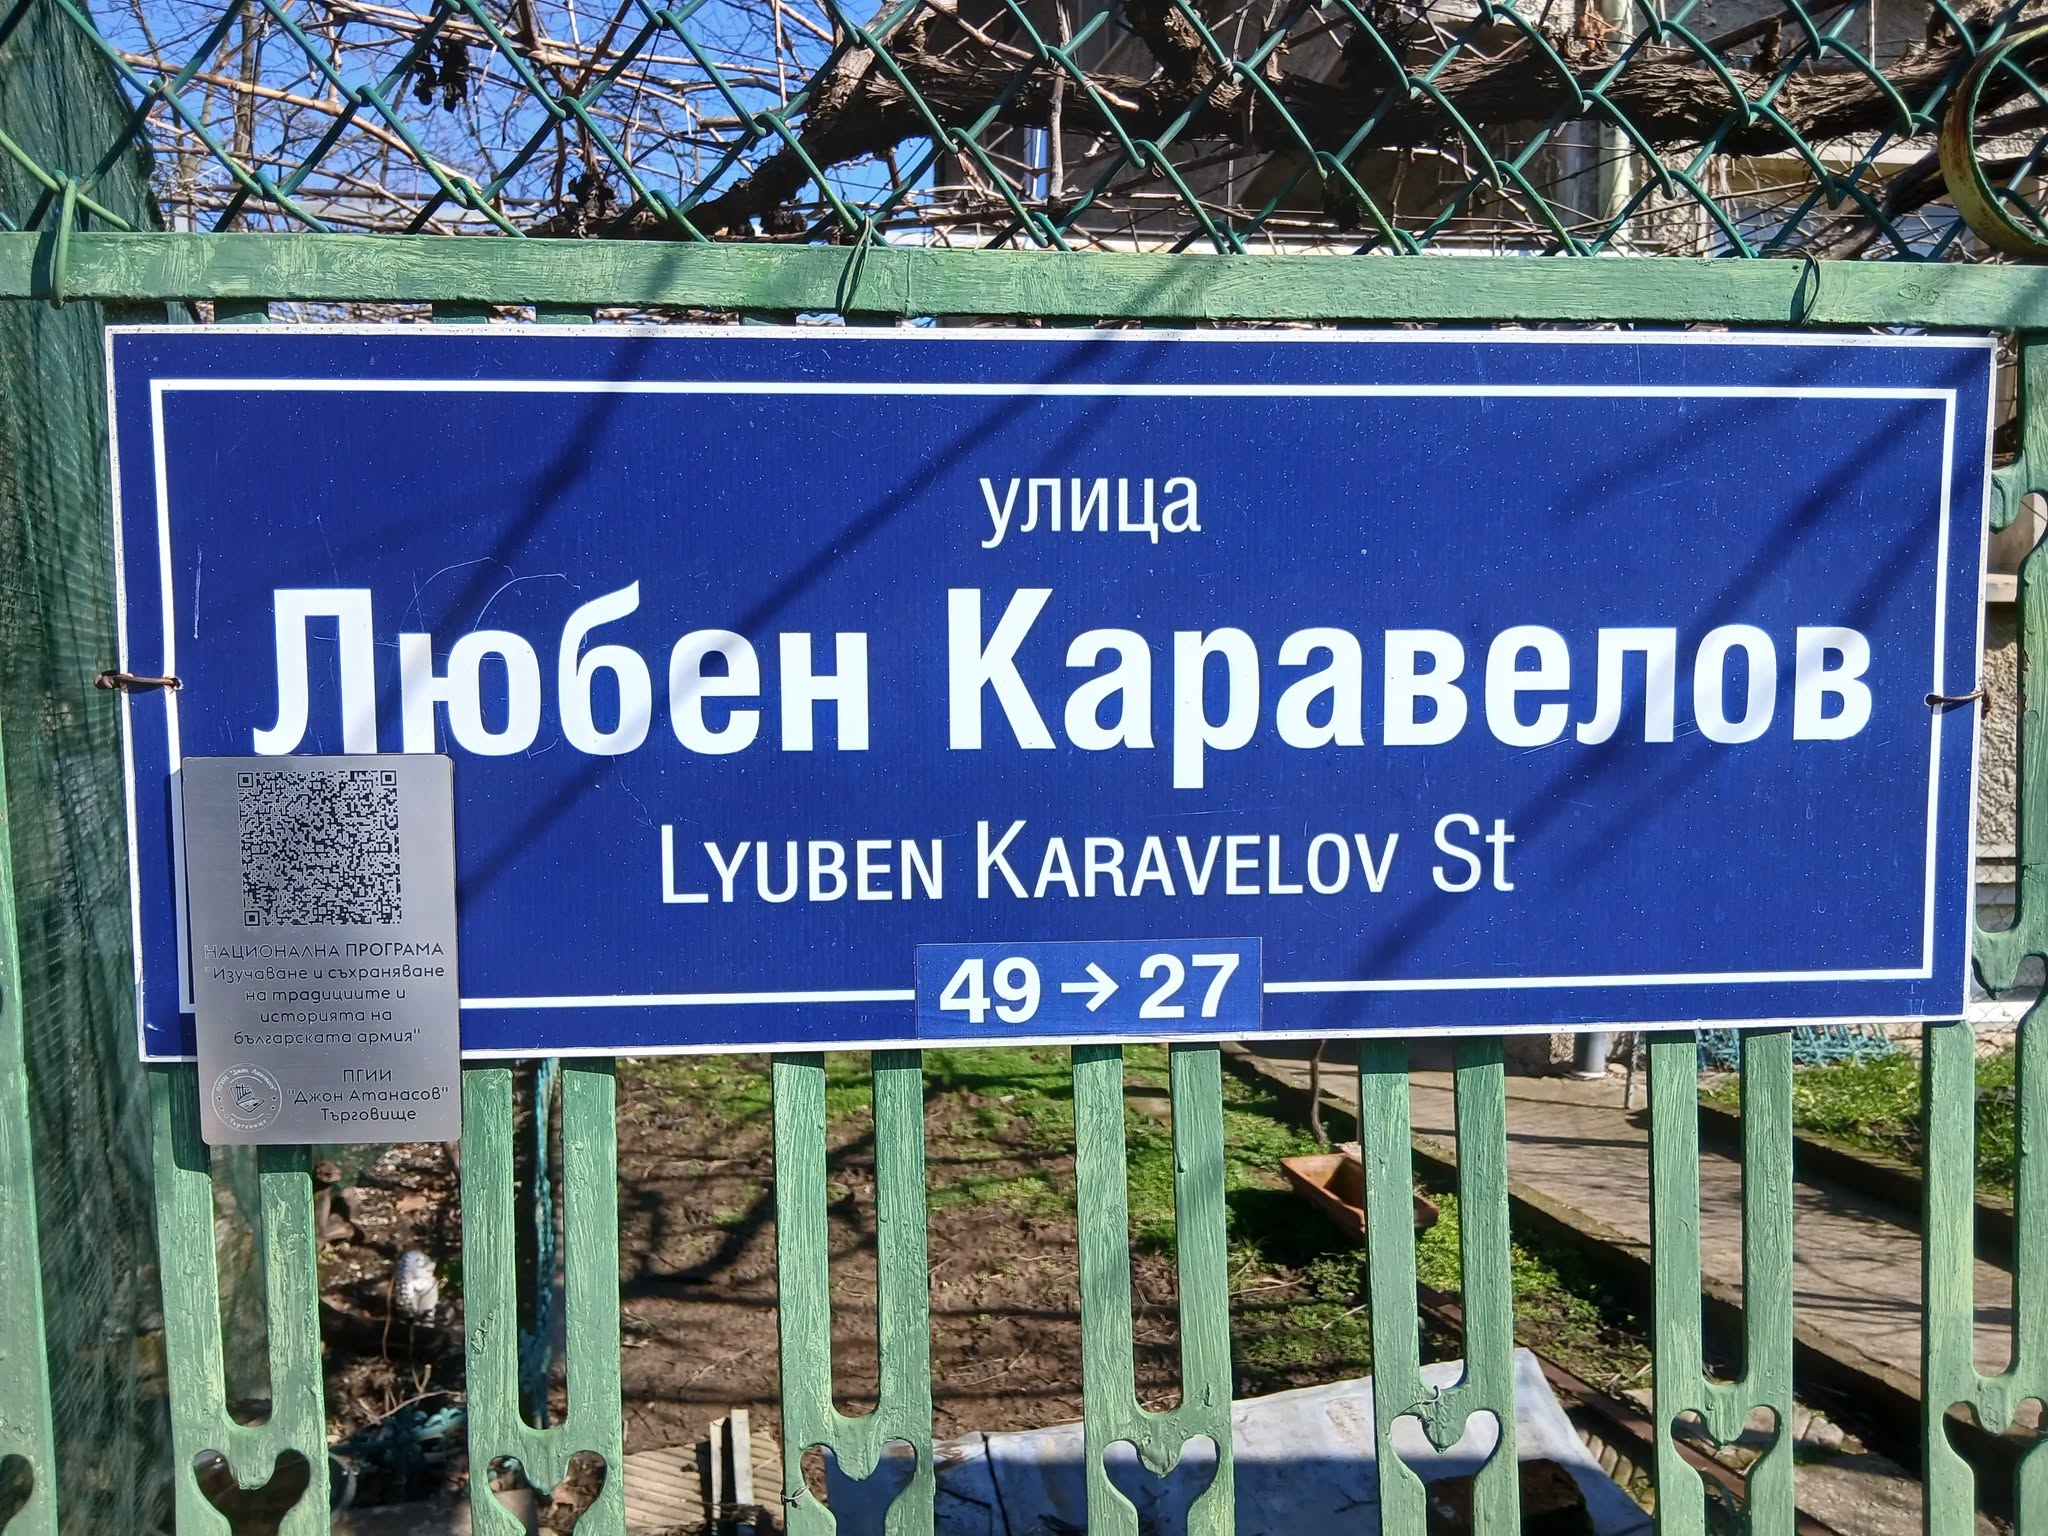 улица
Любен Каравелов
LYUBEN KARAVELOV St
49 → 27
НАЦИОНАЛНА ПРОГРАМА
"Изучаване и съхраняване
на традициите и
историята на
българската армия"
ПГИИ
"Джон Атанасов"
Търговище